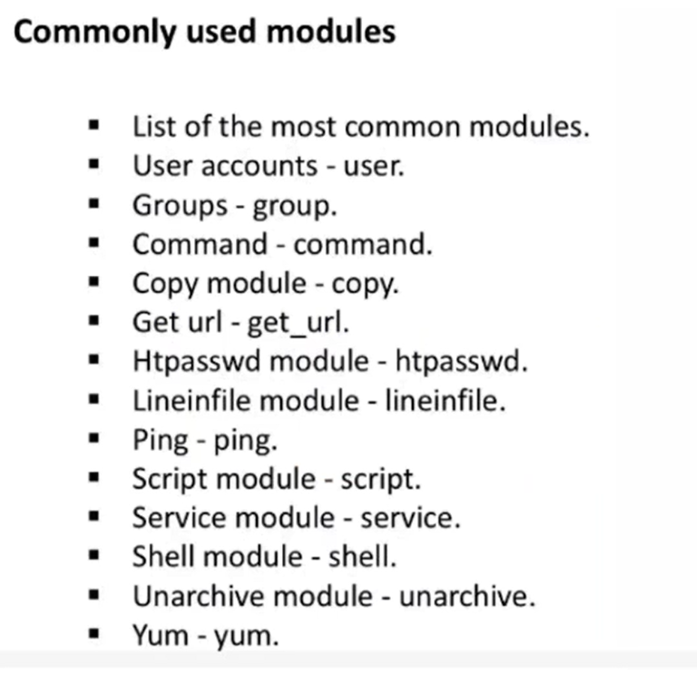 Commonly used modules
▪ List of the most common modules.
▪ User accounts - user.
▪ Groups - group.
▪ Command - command.
▪ Copy module - copy.
▪ Get url - get_url.
▪ Htpasswd module - htpasswd.
▪ Lineinfile module - lineinfile.
▪ Ping - ping.
▪ Script module - script.
▪ Service module - service.
▪ Shell module - shell.
▪ Unarchive module - unarchive.
▪ Yum - yum.